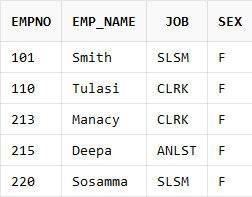 EMPNO EMP_NAME JOB SEX
101 Smith SLSM F
110 Tulasi CLRK F
213 Manacy CLRK F
215 Deepa ANLST F
220 Sosamma SLSM F